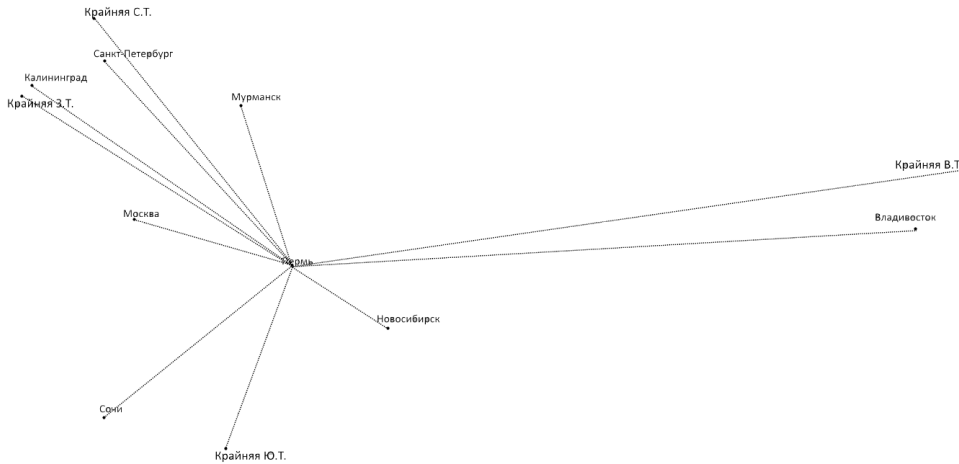 Крайняя С.Т.
Санкт-Петербург
Калининград
Крайняя З.Т.
Мурманск
Крайняя В.Т
Москва
Владивосток
Пермь
Новосибирск
Сочи
Крайняя Ю.Т.